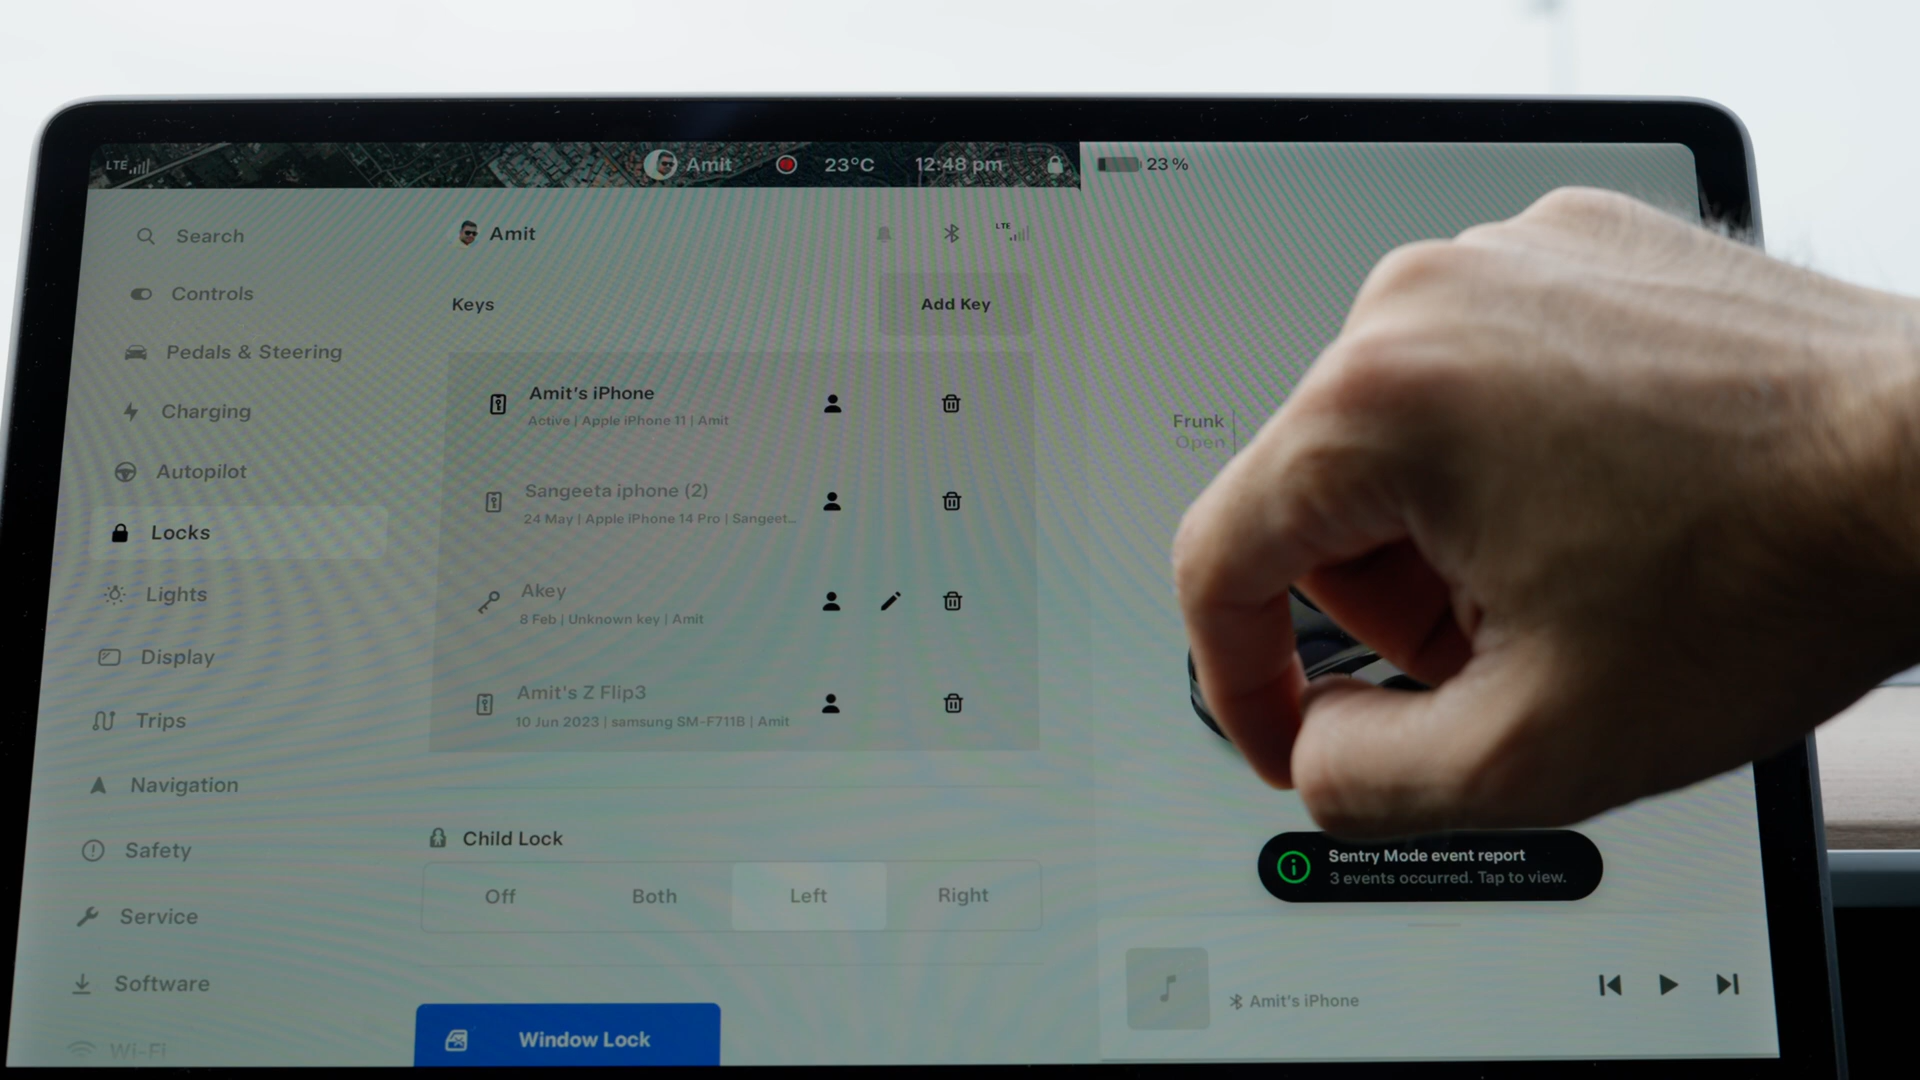 LTE
Amit
23°C
12:48 pm
23 %
Search
Controls
Pedals & Steering
Charging
Autopilot
Locks
Lights
Display
Trips
Navigation
Safety
Service
Software
Wi-Fi
Amit
LTE
Keys
Add Key
Amit's iPhone
Active | Apple iPhone 11 | Amit
Sangeeta iphone (2)
24 May | Apple iPhone 14 Pro | Sangeet...
Akey
8 Feb | Unknown key | Amit
Amit's Z Flip3
10 Jun 2023 | samsung SM-F711B | Amit
Child Lock
Off
Both
Left
Right
Window Lock
Frunk
Open
Sentry Mode event report
3 events occurred. Tap to view.
Amit's iPhone